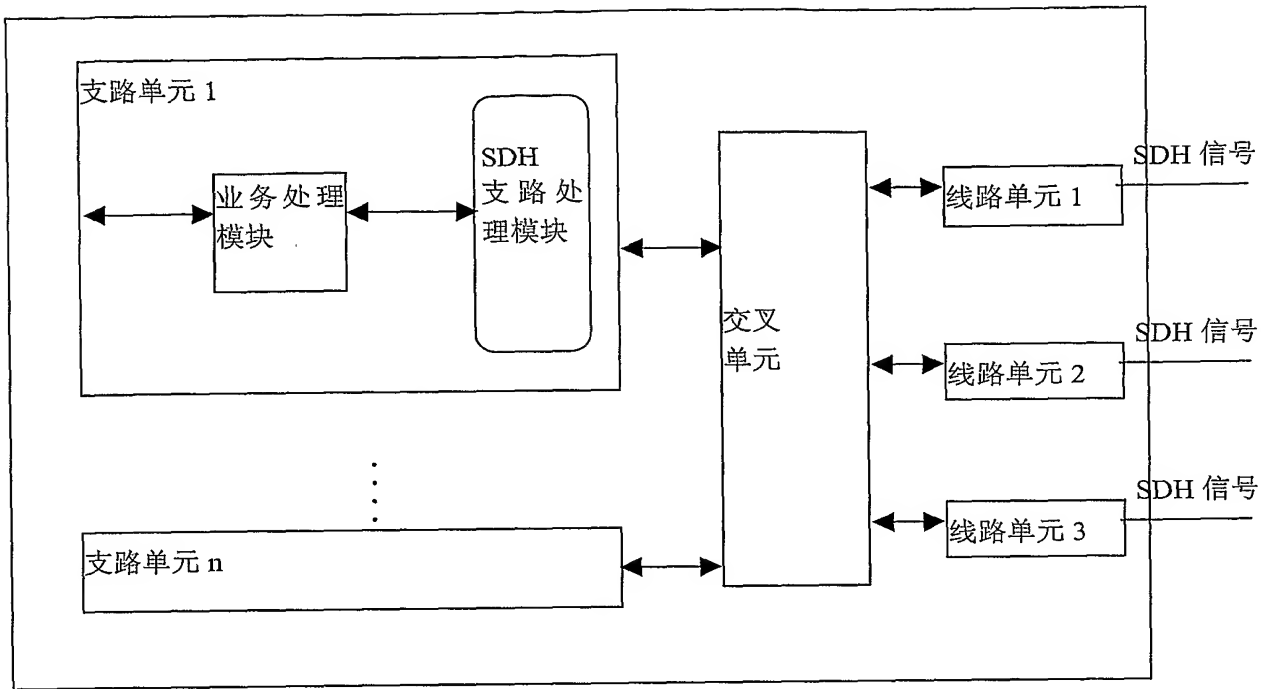 支路单元 1
业务处理
模块
SDH
支路处
理模块
交叉
单元
SDH 信号
线路单元 1
SDH 信号
线路单元 2
SDH 信号
线路单元 3
支路单元 n